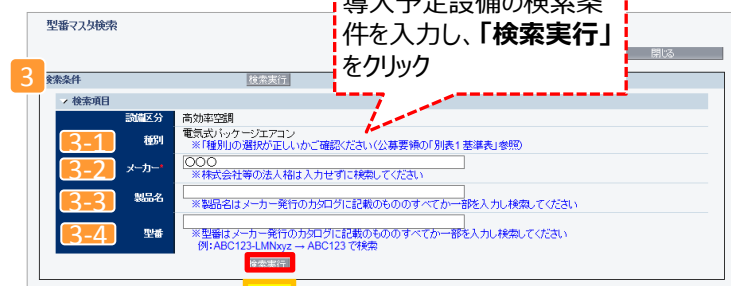 導入予定設備の検索条
件を入力し、「検索実行」
をクリック
型番マスタ検索
閉じる
3
検索条件
検索実行
検索項目
設備区分 高効率空調
3-1 種別 電気式パッケージエアコン
※「種別」の選択が正しいかご確認ください(公募要領の「別表1 基準表」参照)
3-2 メーカー* ○○○
※株式会社等の法人格は入力せずに検索してください
3-3 製品名
※製品名はメーカー発行のカタログに記載のもののすべてか一部を入力し検索してください
3-4 型番
※型番はメーカー発行のカタログに記載のもののすべてか一部を入力し検索してください
例:ABC123-LMNxyz → ABC123 で検索
検索実行